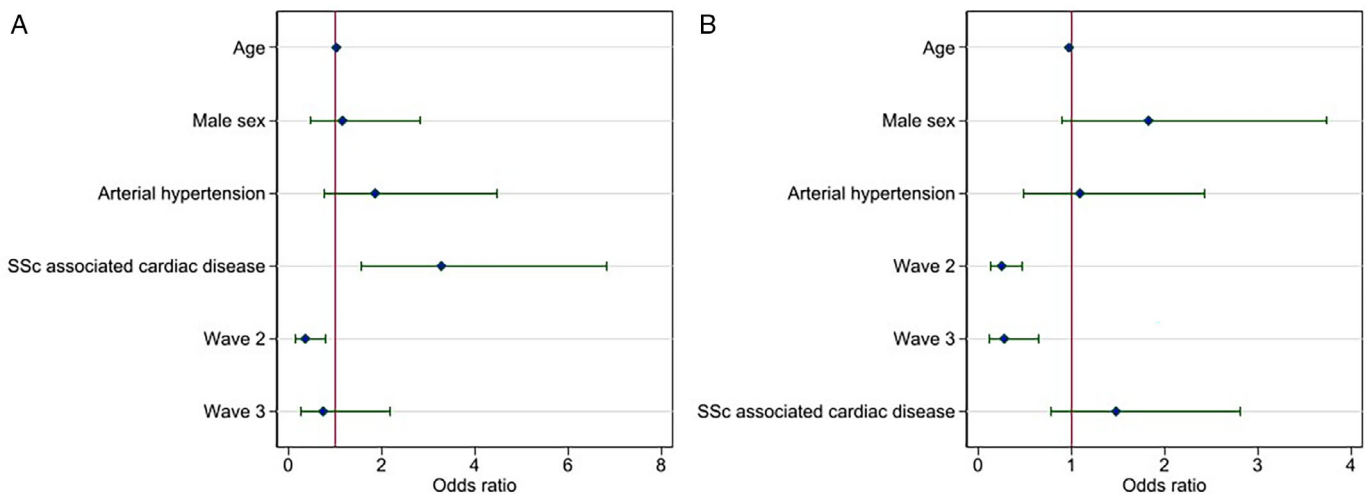 A
Age
Male sex
Arterial hypertension
SSc associated cardiac disease
Wave 2
Wave 3
0 2 4 6 8
Odds ratio
B
Age
Male sex
Arterial hypertension
Wave 2
Wave 3
SSc associated cardiac disease
0 1 2 3 4
Odds ratio